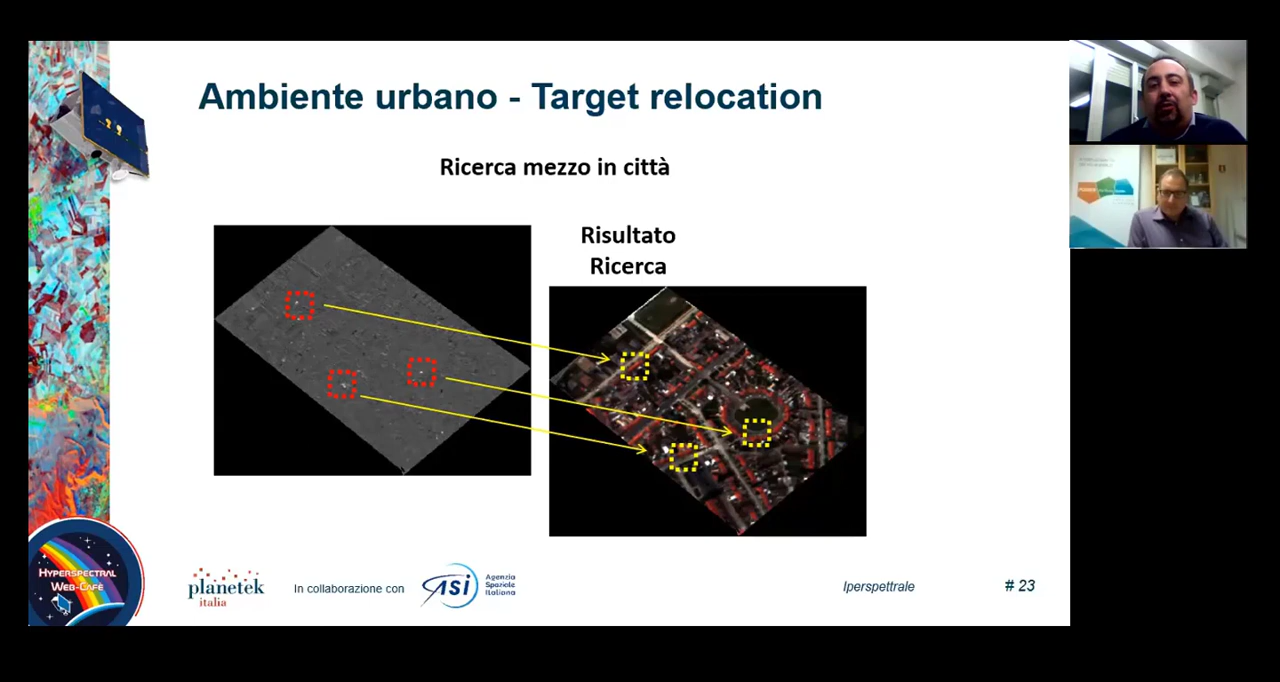 Ambiente urbano - Target relocation
Ricerca mezzo in città
Risultato
Ricerca
HYPERSPECTRAL
WEB-CAFÈ
planetek
italia
In collaborazione con
asi
Agenzia
Spaziale
Italiana
Iperspettrale
# 23